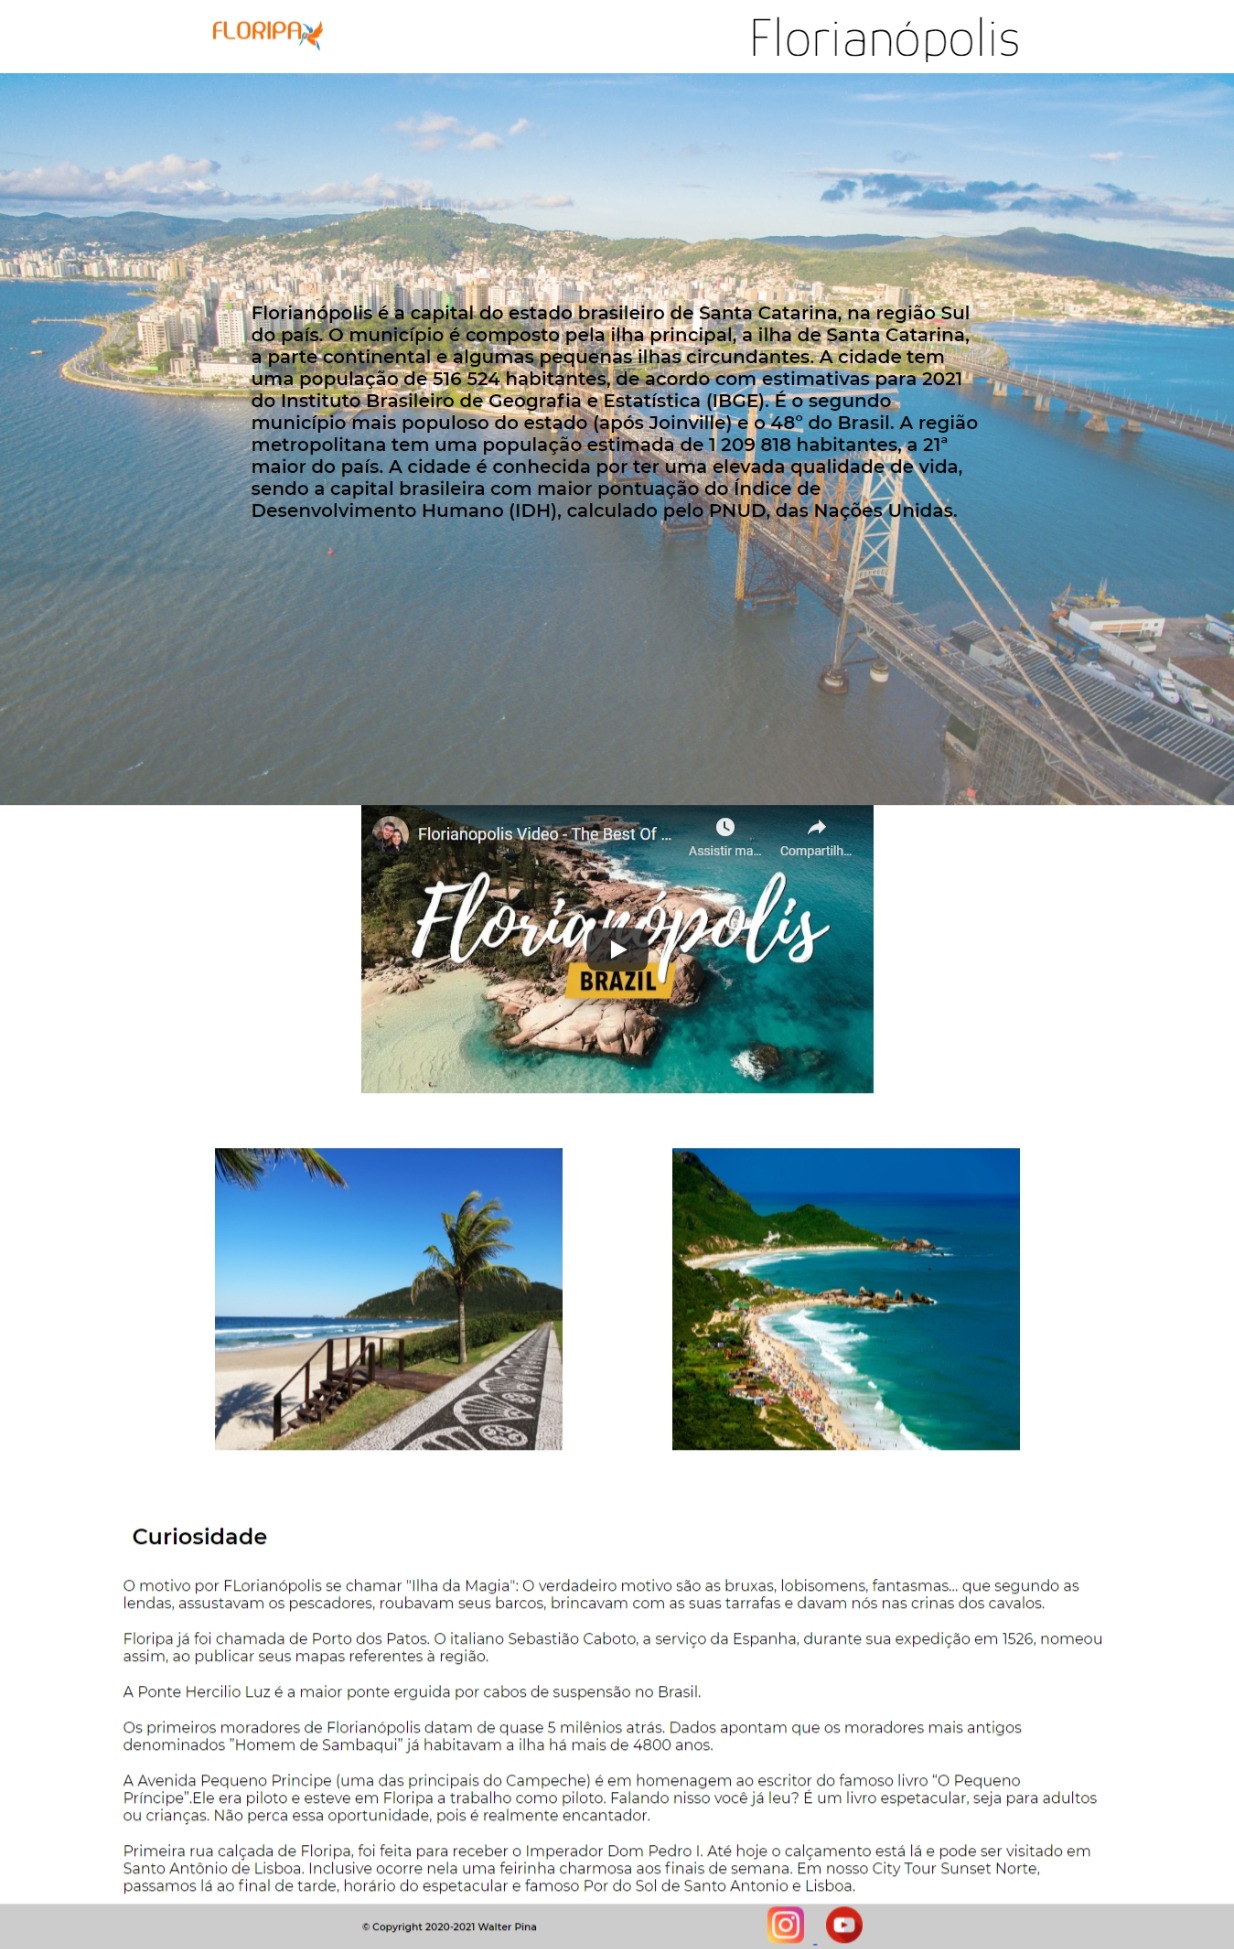 FLORIPA
Florianópolis
Florianópolis é a capital do estado brasileiro de Santa Catarina, na região Sul
do país. O município é composto pela ilha principal, a ilha de Santa Catarina,
a parte continental e algumas pequenas ilhas circundantes. A cidade tem
uma população de 516 524 habitantes, de acordo com estimativas para 2021
do Instituto Brasileiro de Geografia e Estatística (IBGE). É o segundo
município mais populoso do estado (após Joinville) e o 48º do Brasil. A região
metropolitana tem uma população estimada de 1 209 818 habitantes, a 21ª
maior do país. A cidade é conhecida por ter uma elevada qualidade de vida,
sendo a capital brasileira com maior pontuação do Índice de
Desenvolvimento Humano (IDH), calculado pelo PNUD, das Nações Unidas.
Florianopolis Video - The Best Of ...
Assistir ma...
Compartilh...
Florianópolis
BRAZIL
Curiosidade
O motivo por FLorianópolis se chamar "Ilha da Magia": O verdadeiro motivo são as bruxas, lobisomens, fantasmas... que segundo as
lendas, assustavam os pescadores, roubavam seus barcos, brincavam com as suas tarrafas e davam nós nas crinas dos cavalos.
Floripa já foi chamada de Porto dos Patos. O italiano Sebastião Caboto, a serviço da Espanha, durante sua expedição em 1526, nomeou
assim, ao publicar seus mapas referentes à região.
A Ponte Hercilio Luz é a maior ponte erguida por cabos de suspensão no Brasil.
Os primeiros moradores de Florianópolis datam de quase 5 milênios atrás. Dados apontam que os moradores mais antigos
denominados ”Homem de Sambaqui” já habitavam a ilha há mais de 4800 anos.
A Avenida Pequeno Principe (uma das principais do Campeche) é em homenagem ao escritor do famoso livro “O Pequeno
Príncipe”.Ele era piloto e esteve em Floripa a trabalho como piloto. Falando nisso você já leu? É um livro espetacular, seja para adultos
ou crianças. Não perca essa oportunidade, pois é realmente encantador.
Primeira rua calçada de Floripa, foi feita para receber o Imperador Dom Pedro I. Até hoje o calçamento está lá e pode ser visitado em
Santo Antônio de Lisboa. Inclusive ocorre nela uma feirinha charmosa aos finais de semana. Em nosso City Tour Sunset Norte,
passamos lá ao final de tarde, horário do espetacular e famoso Por do Sol de Santo Antonio e Lisboa.
© Copyright 2020-2021 Walter Pina